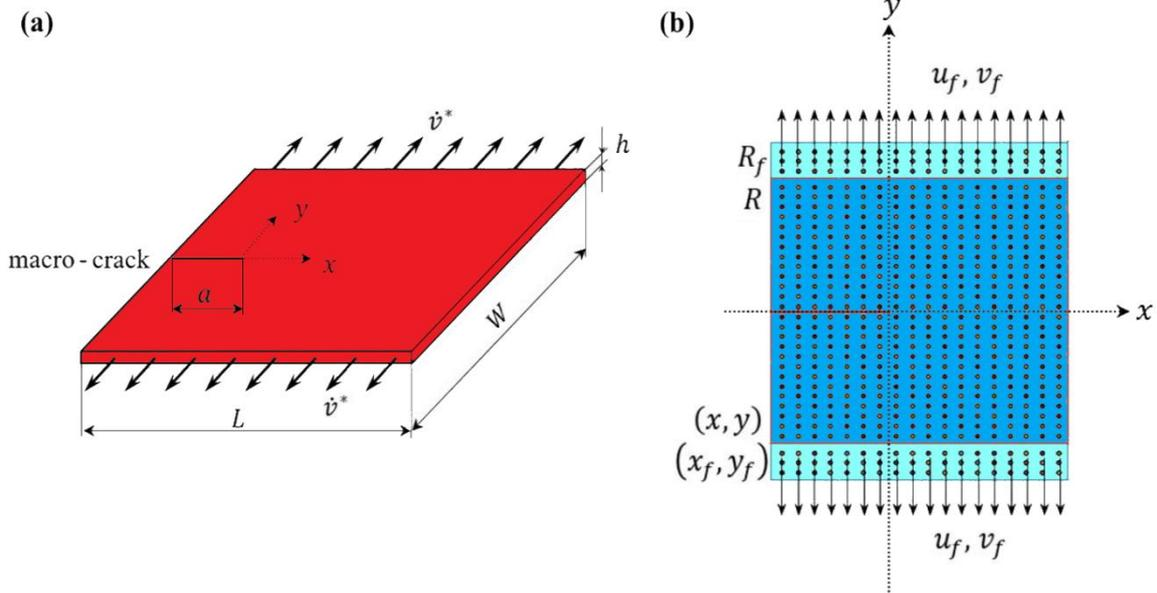 (a)
v̇*
h
y
macro - crack
x
a
W
v̇*
L
(b)
y
u_f, v_f
R_f
R
x
(x, y)
(x_f, y_f)
u_f, v_f